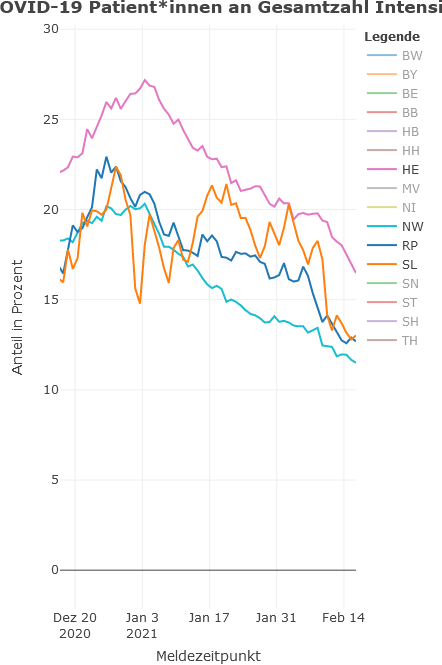 OVID-19 Patient*innen an Gesamtzahl Intensi
30
25
20
15
10
5
0
Anteil in Prozent
Dez 20
2020
Jan 3
2021
Jan 17
Jan 31
Feb 14
Meldezeitpunkt
Legende
BW
BY
BE
BB
HB
HH
HE
MV
NI
NW
RP
SL
SN
ST
SH
TH